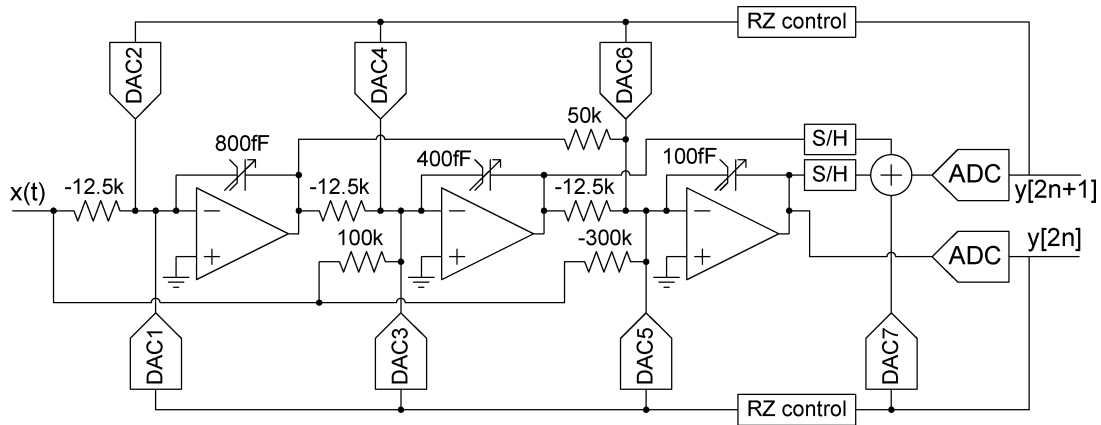 RZ control
DAC2
DAC4
DAC6
50k
800fF
400fF
100fF
S/H
S/H
x(t)
-12.5k
-12.5k
-12.5k
−
−
−
+
ADC
y[2n+1]
100k
-300k
y[2n]
+
+
+
ADC
DAC1
DAC3
DAC5
DAC7
RZ control